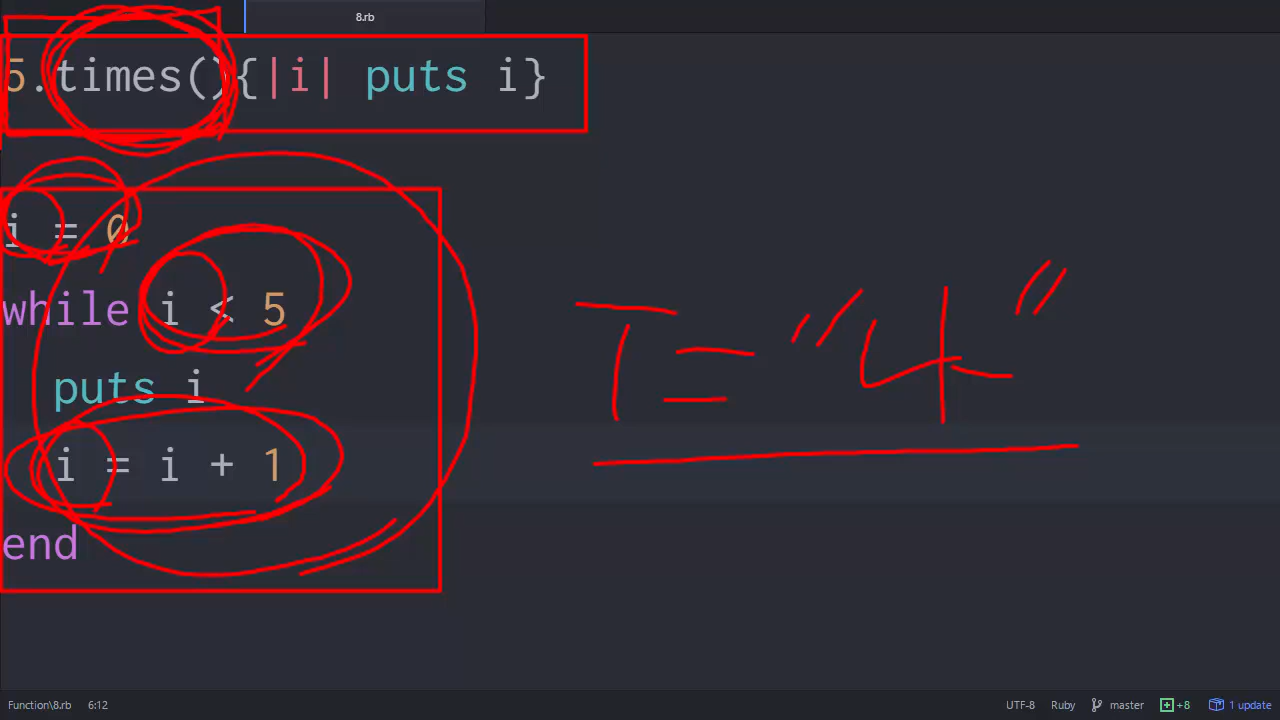 8.rb
5.times(){|i| puts i}
i = 0
while i < 5
puts i
i = i + 1
end
I = "4"
Function\8.rb 6:12 UTF-8 Ruby master +8 1 update